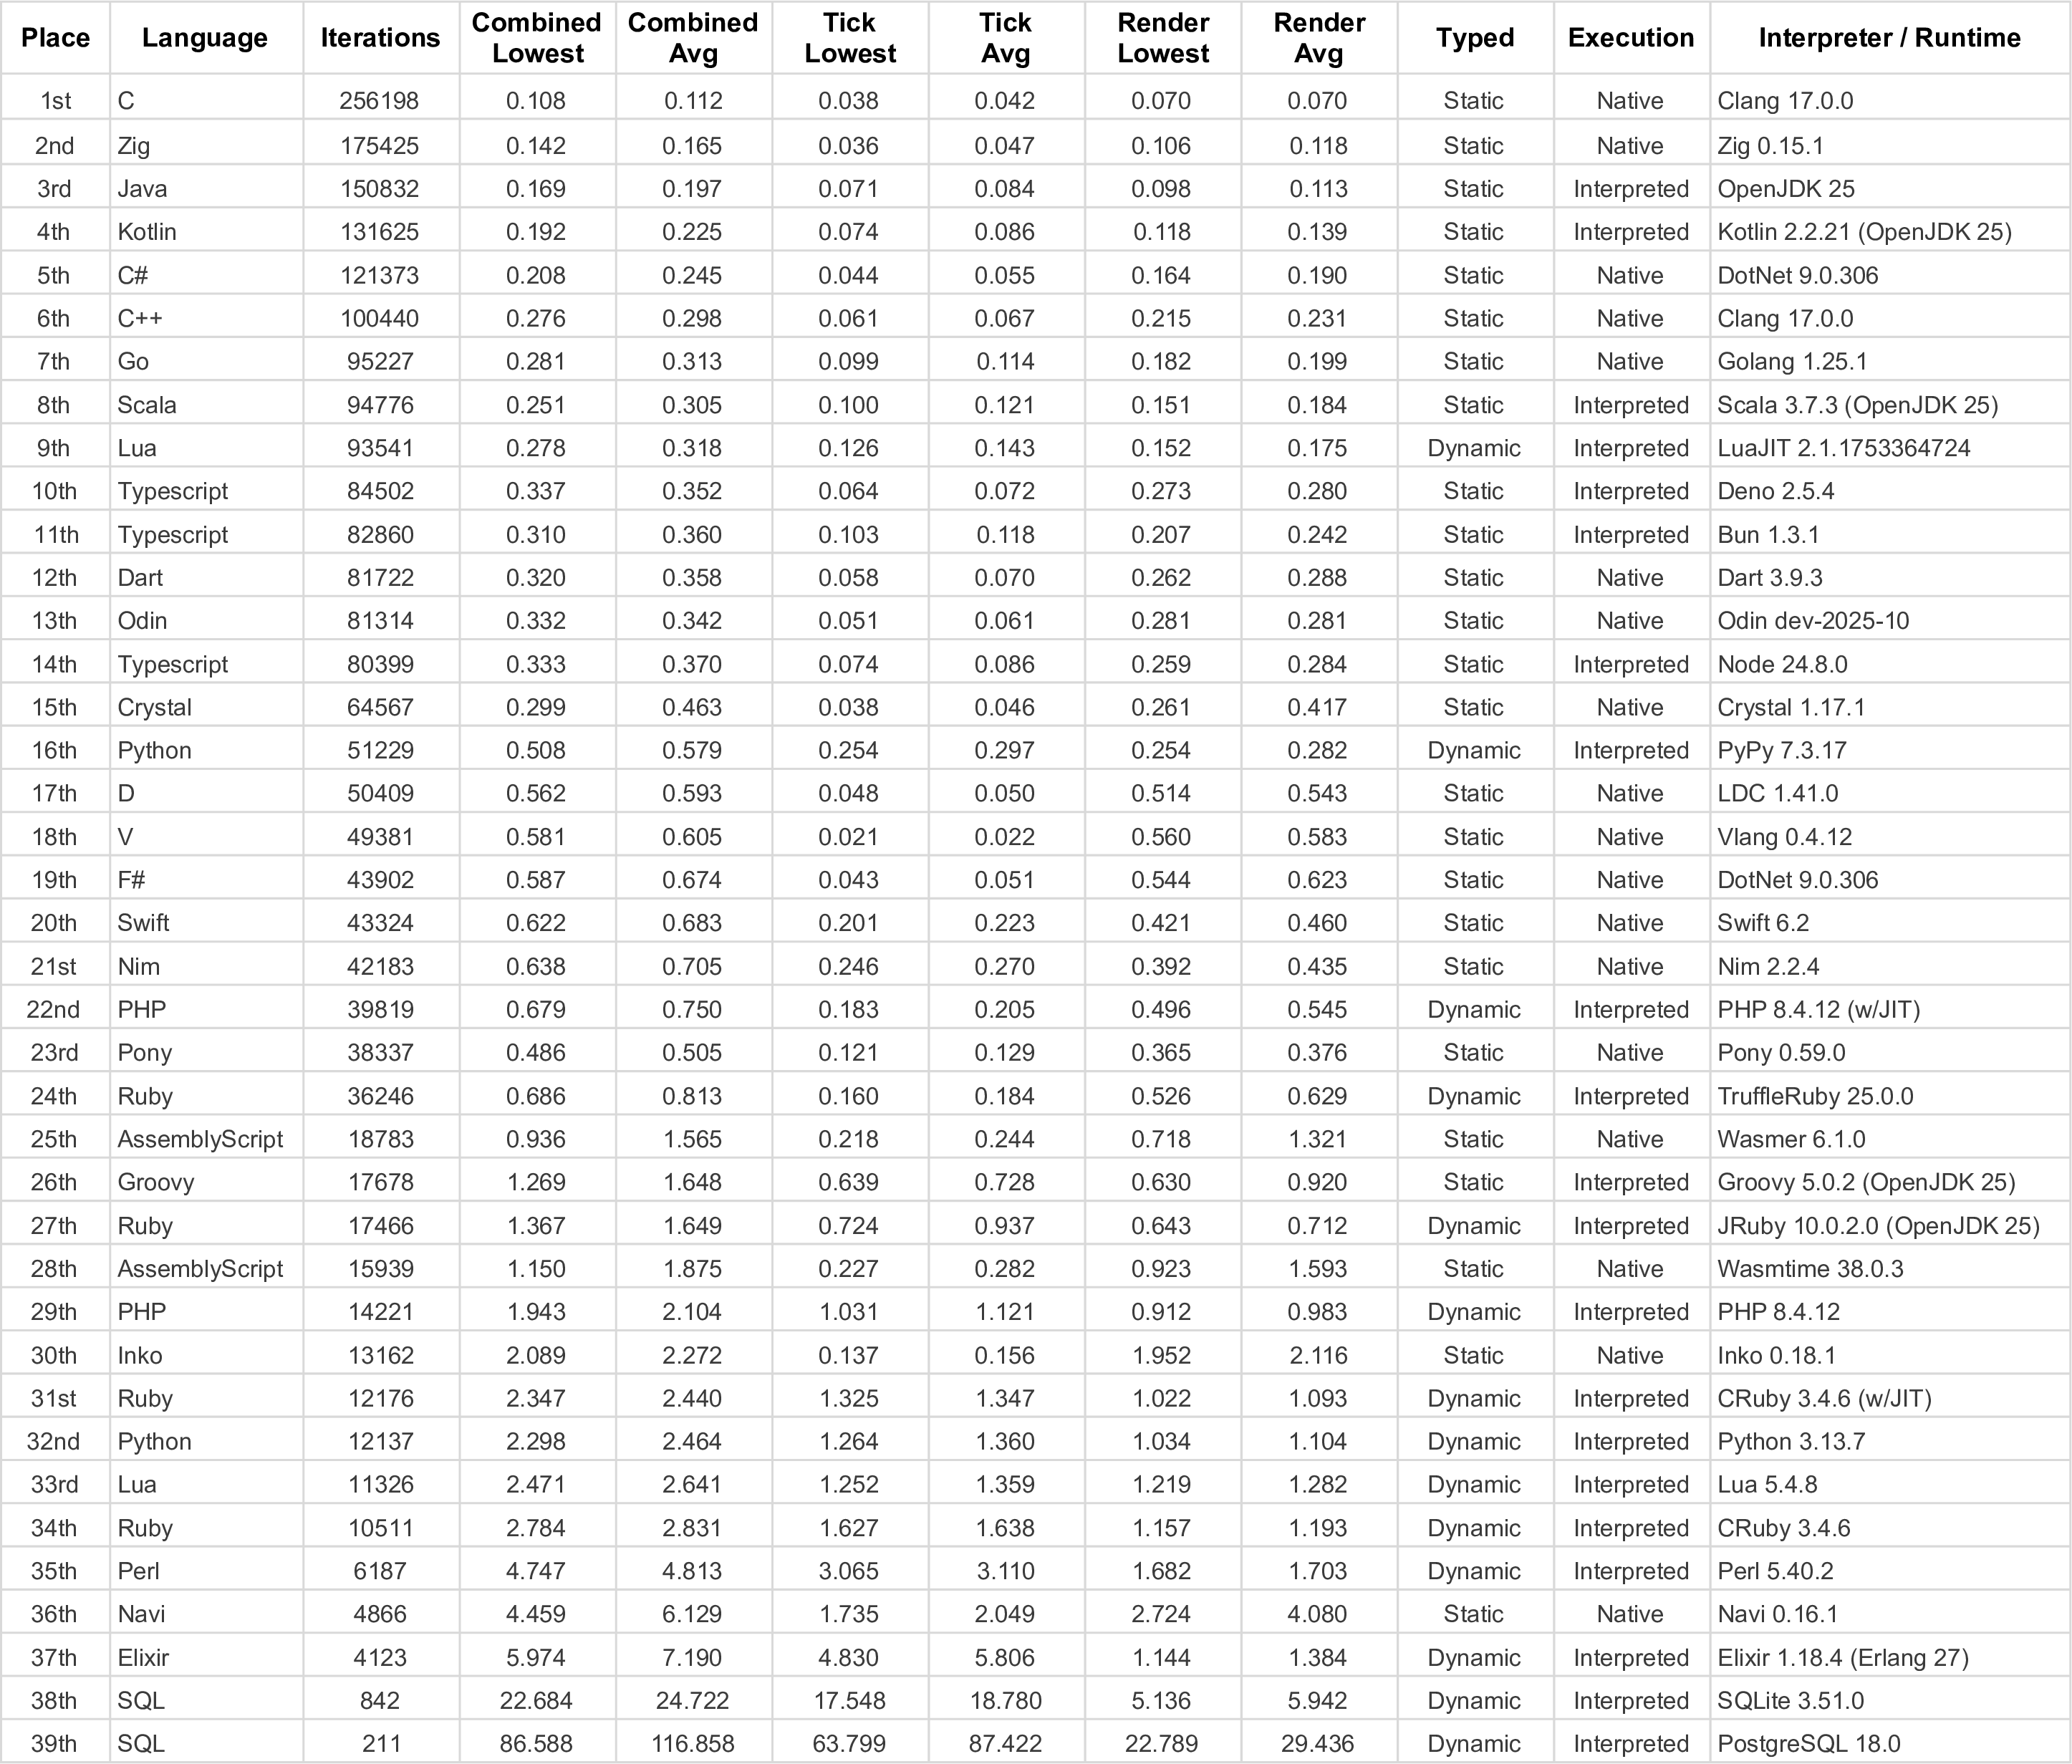 Place Language Iterations Combined Lowest Combined Avg Tick Lowest Tick Avg Render Lowest Render Avg Typed Execution Interpreter / Runtime
1st C 256198 0.108 0.112 0.038 0.042 0.070 0.070 Static Native Clang 17.0.0
2nd Zig 175425 0.142 0.165 0.036 0.047 0.106 0.118 Static Native Zig 0.15.1
3rd Java 150832 0.169 0.197 0.071 0.084 0.098 0.113 Static Interpreted OpenJDK 25
4th Kotlin 131625 0.192 0.225 0.074 0.086 0.118 0.139 Static Interpreted Kotlin 2.2.21 (OpenJDK 25)
5th C# 121373 0.208 0.245 0.044 0.055 0.164 0.190 Static Native DotNet 9.0.306
6th C++ 100440 0.276 0.298 0.061 0.067 0.215 0.231 Static Native Clang 17.0.0
7th Go 95227 0.281 0.313 0.099 0.114 0.182 0.199 Static Native Golang 1.25.1
8th Scala 94776 0.251 0.305 0.100 0.121 0.151 0.184 Static Interpreted Scala 3.7.3 (OpenJDK 25)
9th Lua 93541 0.278 0.318 0.126 0.143 0.152 0.175 Dynamic Interpreted LuaJIT 2.1.1753364724
10th Typescript 84502 0.337 0.352 0.064 0.072 0.273 0.280 Static Interpreted Deno 2.5.4
11th Typescript 82860 0.310 0.360 0.103 0.118 0.207 0.242 Static Interpreted Bun 1.3.1
12th Dart 81722 0.320 0.358 0.058 0.070 0.262 0.288 Static Native Dart 3.9.3
13th Odin 81314 0.332 0.342 0.051 0.061 0.281 0.281 Static Native Odin dev-2025-10
14th Typescript 80399 0.333 0.370 0.074 0.086 0.259 0.284 Static Interpreted Node 24.8.0
15th Crystal 64567 0.299 0.463 0.038 0.046 0.261 0.417 Static Native Crystal 1.17.1
16th Python 51229 0.508 0.579 0.254 0.297 0.254 0.282 Dynamic Interpreted PyPy 7.3.17
17th D 50409 0.562 0.593 0.048 0.050 0.514 0.543 Static Native LDC 1.41.0
18th V 49381 0.581 0.605 0.021 0.022 0.560 0.583 Static Native Vlang 0.4.12
19th F# 43902 0.587 0.674 0.043 0.051 0.544 0.623 Static Native DotNet 9.0.306
20th Swift 43324 0.622 0.683 0.201 0.223 0.421 0.460 Static Native Swift 6.2
21st Nim 42183 0.638 0.705 0.246 0.270 0.392 0.435 Static Native Nim 2.2.4
22nd PHP 39819 0.679 0.750 0.183 0.205 0.496 0.545 Dynamic Interpreted PHP 8.4.12 (w/JIT)
23rd Pony 38337 0.486 0.505 0.121 0.129 0.365 0.376 Static Native Pony 0.59.0
24th Ruby 36246 0.686 0.813 0.160 0.184 0.526 0.629 Dynamic Interpreted TruffleRuby 25.0.0
25th AssemblyScript 18783 0.936 1.565 0.218 0.244 0.718 1.321 Static Native Wasmer 6.1.0
26th Groovy 17678 1.269 1.648 0.639 0.728 0.630 0.920 Static Interpreted Groovy 5.0.2 (OpenJDK 25)
27th Ruby 17466 1.367 1.649 0.724 0.937 0.643 0.712 Dynamic Interpreted JRuby 10.0.2.0 (OpenJDK 25)
28th AssemblyScript 15939 1.150 1.875 0.227 0.282 0.923 1.593 Static Native Wasmtime 38.0.3
29th PHP 14221 1.943 2.104 1.031 1.121 0.912 0.983 Dynamic Interpreted PHP 8.4.12
30th Inko 13162 2.089 2.272 0.137 0.156 1.952 2.116 Static Native Inko 0.18.1
31st Ruby 12176 2.347 2.440 1.325 1.347 1.022 1.093 Dynamic Interpreted CRuby 3.4.6 (w/JIT)
32nd Python 12137 2.298 2.464 1.264 1.360 1.034 1.104 Dynamic Interpreted Python 3.13.7
33rd Lua 11326 2.471 2.641 1.252 1.359 1.219 1.282 Dynamic Interpreted Lua 5.4.8
34th Ruby 10511 2.784 2.831 1.627 1.638 1.157 1.193 Dynamic Interpreted CRuby 3.4.6
35th Perl 6187 4.747 4.813 3.065 3.110 1.682 1.703 Dynamic Interpreted Perl 5.40.2
36th Navi 4866 4.459 6.129 1.735 2.049 2.724 4.080 Static Native Navi 0.16.1
37th Elixir 4123 5.974 7.190 4.830 5.806 1.144 1.384 Dynamic Interpreted Elixir 1.18.4 (Erlang 27)
38th SQL 842 22.684 24.722 17.548 18.780 5.136 5.942 Dynamic Interpreted SQLite 3.51.0
39th SQL 211 86.588 116.858 63.799 87.422 22.789 29.436 Dynamic Interpreted PostgreSQL 18.0